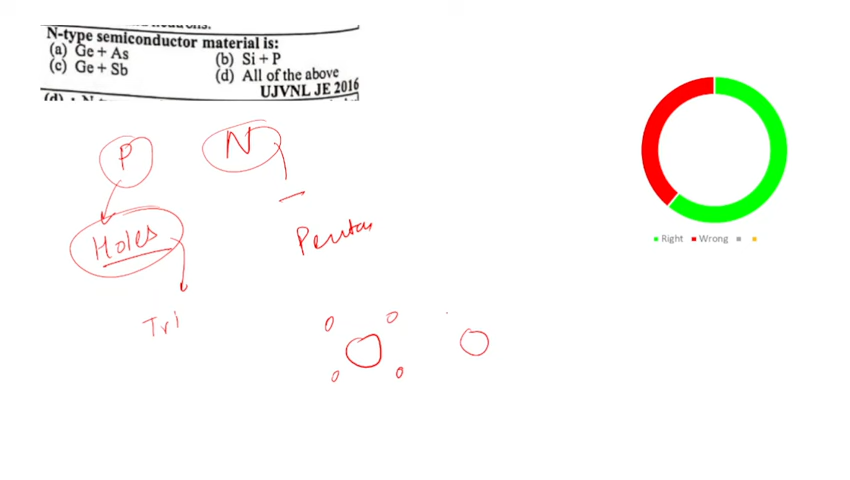 N-type semiconductor material is:
(a) Ge + As
(b) Si + P
(c) Ge + Sb
(d) All of the above
UJVNL JE 2016
P N
Holes
Penta
Tri
Right Wrong